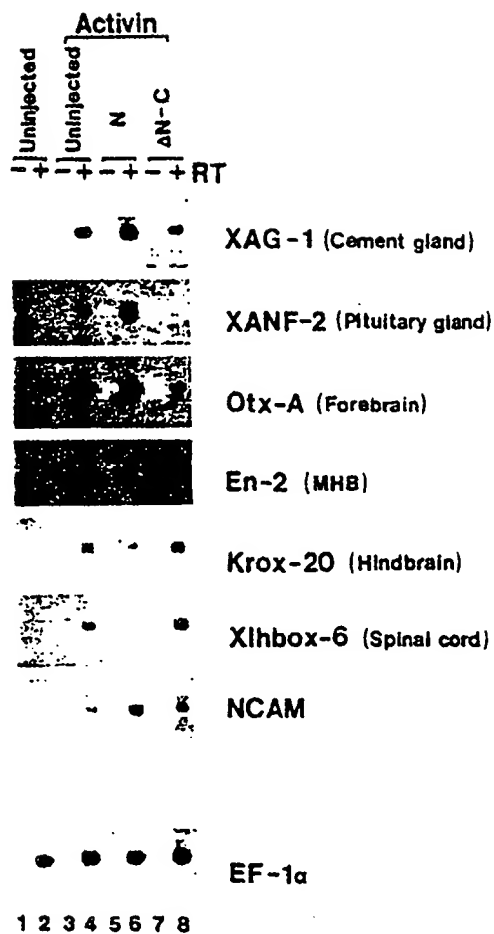 Activin
Uninjected
Uninjected
N
ΔN-C
− + − + − + − + RT
XAG-1 (Cement gland)
XANF-2 (Pituitary gland)
Otx-A (Forebrain)
En-2 (MHB)
Krox-20 (Hindbrain)
Xlhbox-6 (Spinal cord)
NCAM
EF-1α
1 2 3 4 5 6 7 8